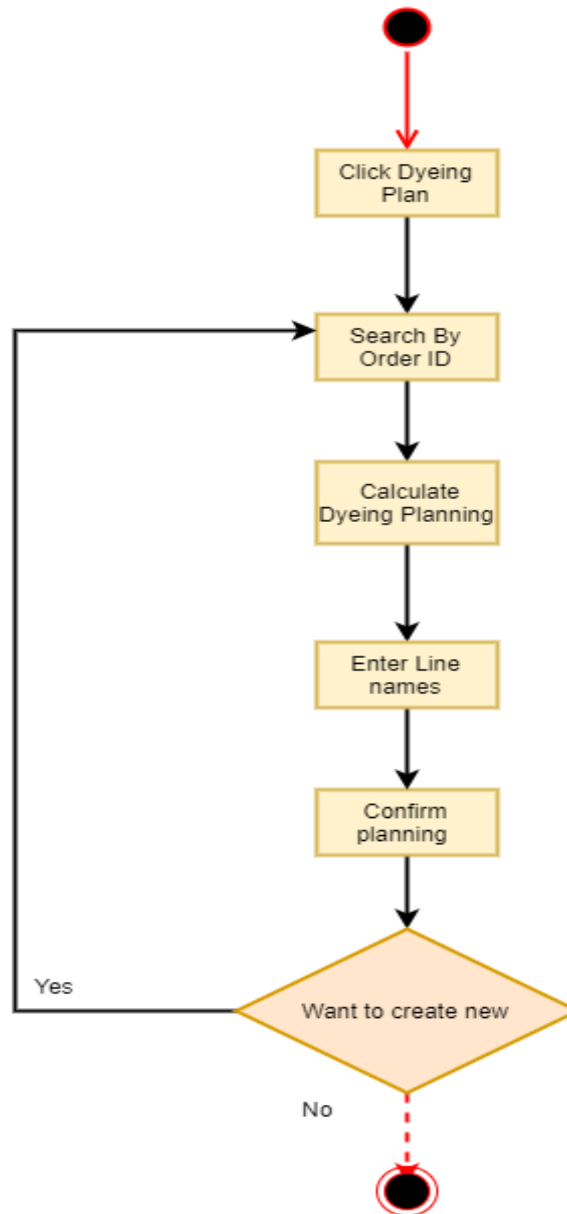 Click Dyeing
Plan
Search By
Order ID
Calculate
Dyeing Planning
Enter Line
names
Confirm
planning
Yes
Want to create new
No